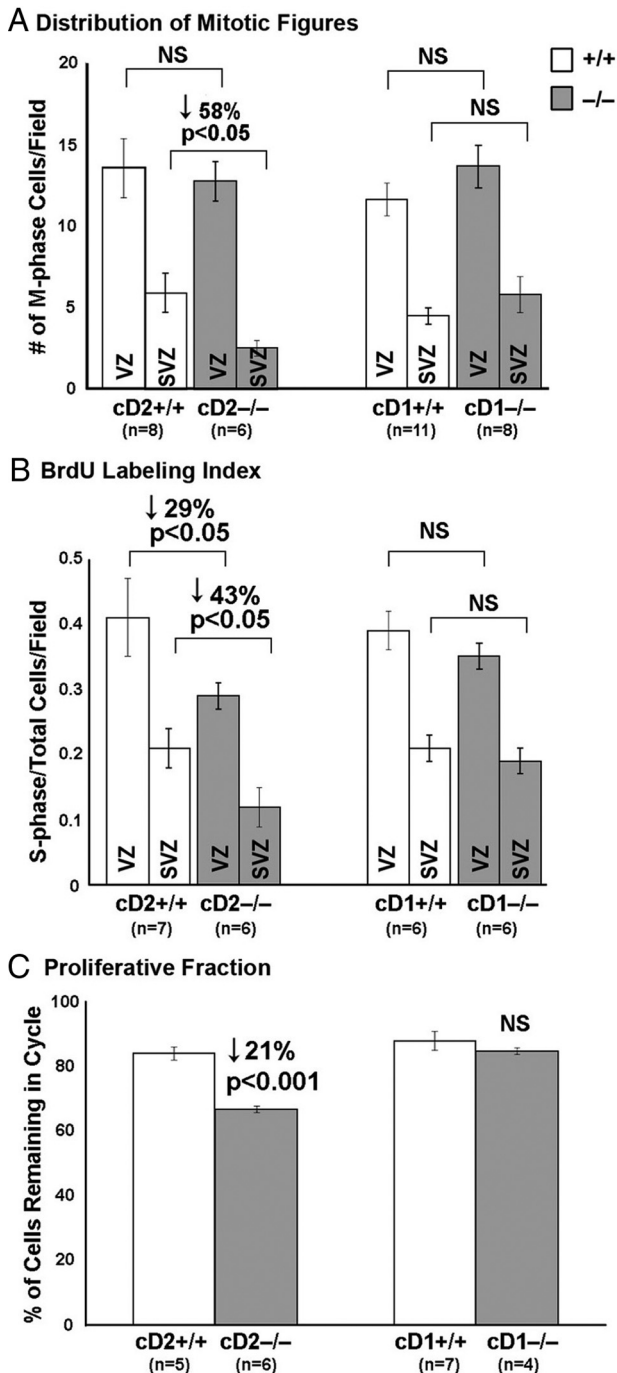 A Distribution of Mitotic Figures
+/+
–/–
NS
↓ 58%
p<0.05
NS
NS
# of M-phase Cells/Field
20
15
10
5
0
VZ SVZ VZ SVZ VZ SVZ VZ SVZ
cD2+/+ cD2–/– cD1+/+ cD1–/–
(n=8) (n=6) (n=11) (n=8)
B BrdU Labeling Index
↓ 29%
p<0.05
↓ 43%
p<0.05
NS
NS
S-phase/Total Cells/Field
0.5
0.4
0.3
0.2
0.1
0
VZ SVZ VZ SVZ VZ SVZ VZ SVZ
cD2+/+ cD2–/– cD1+/+ cD1–/–
(n=7) (n=6) (n=6) (n=6)
C Proliferative Fraction
↓ 21%
p<0.001
NS
% of Cells Remaining in Cycle
100
80
60
40
20
0
cD2+/+ cD2–/– cD1+/+ cD1–/–
(n=5) (n=6) (n=7) (n=4)